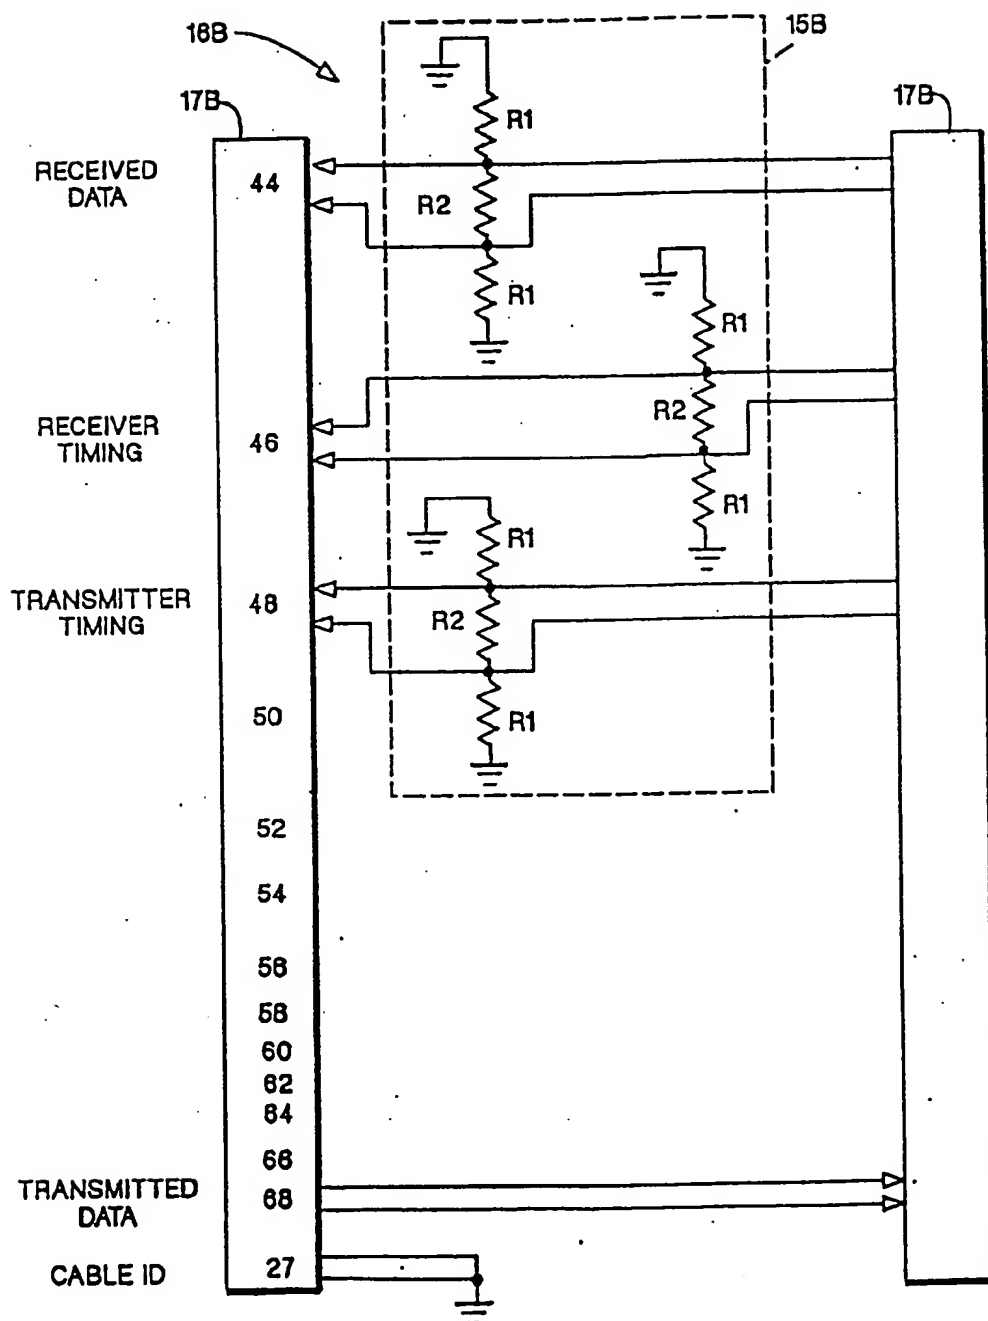 16B
15B
17B
17B
R1
RECEIVED
DATA
44
R2
R1
R1
RECEIVER
TIMING
46
R2
R1
R1
TRANSMITTER
TIMING
48
R2
50
R1
52
54
56
58
60
62
64
66
TRANSMITTED
DATA
68
CABLE ID
27